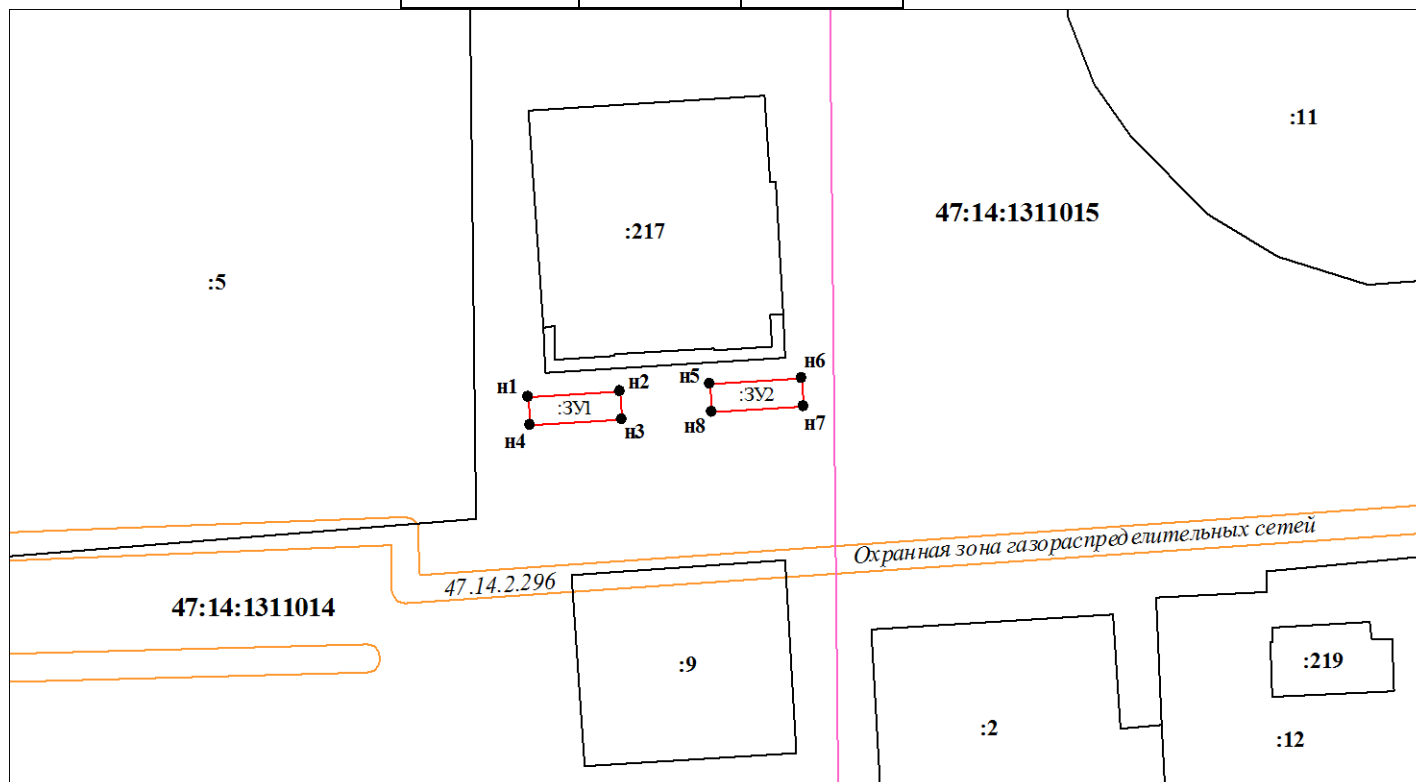 :11
47:14:1311015
:217
:5
н6
н5
:ЗУ2
н2
н1
:ЗУ1
н7
н8
н3
н4
Охранная зона газораспределительных сетей
47.14.2.296
47:14:1311014
:219
:9
:2
:12